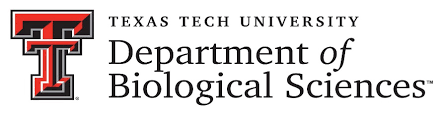 TEXAS TECH UNIVERSITY
Department of
Biological Sciences™